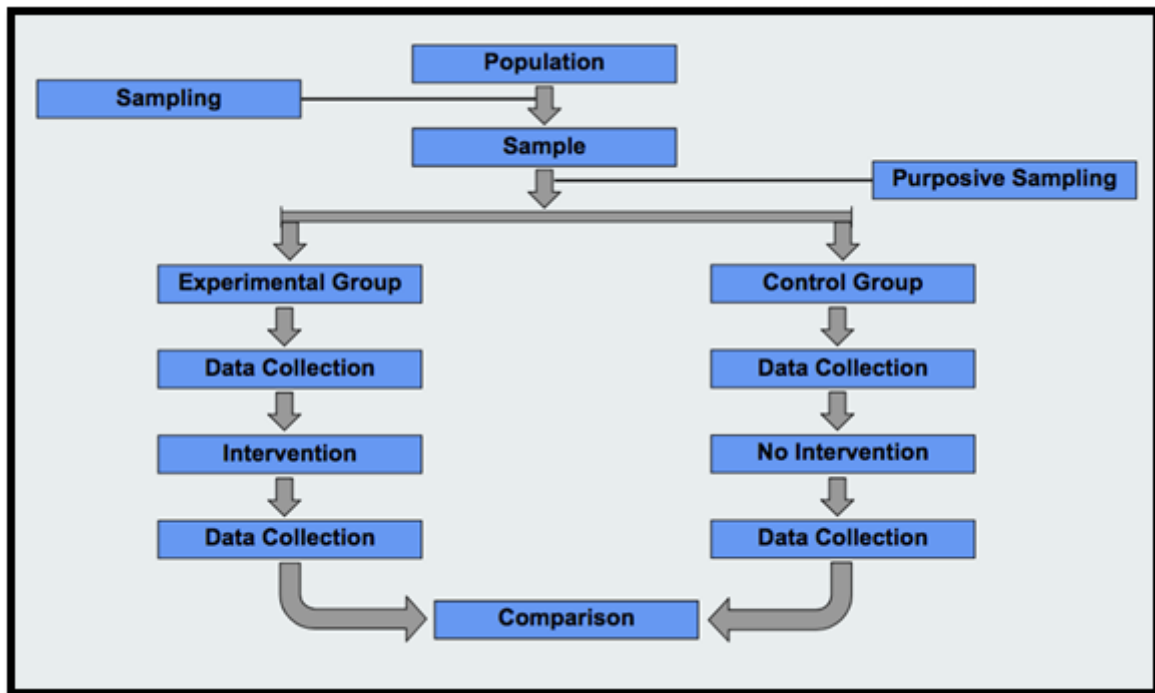 Population
Sampling
Sample
Purposive Sampling
Experimental Group
Control Group
Data Collection
Data Collection
Intervention
No Intervention
Data Collection
Data Collection
Comparison